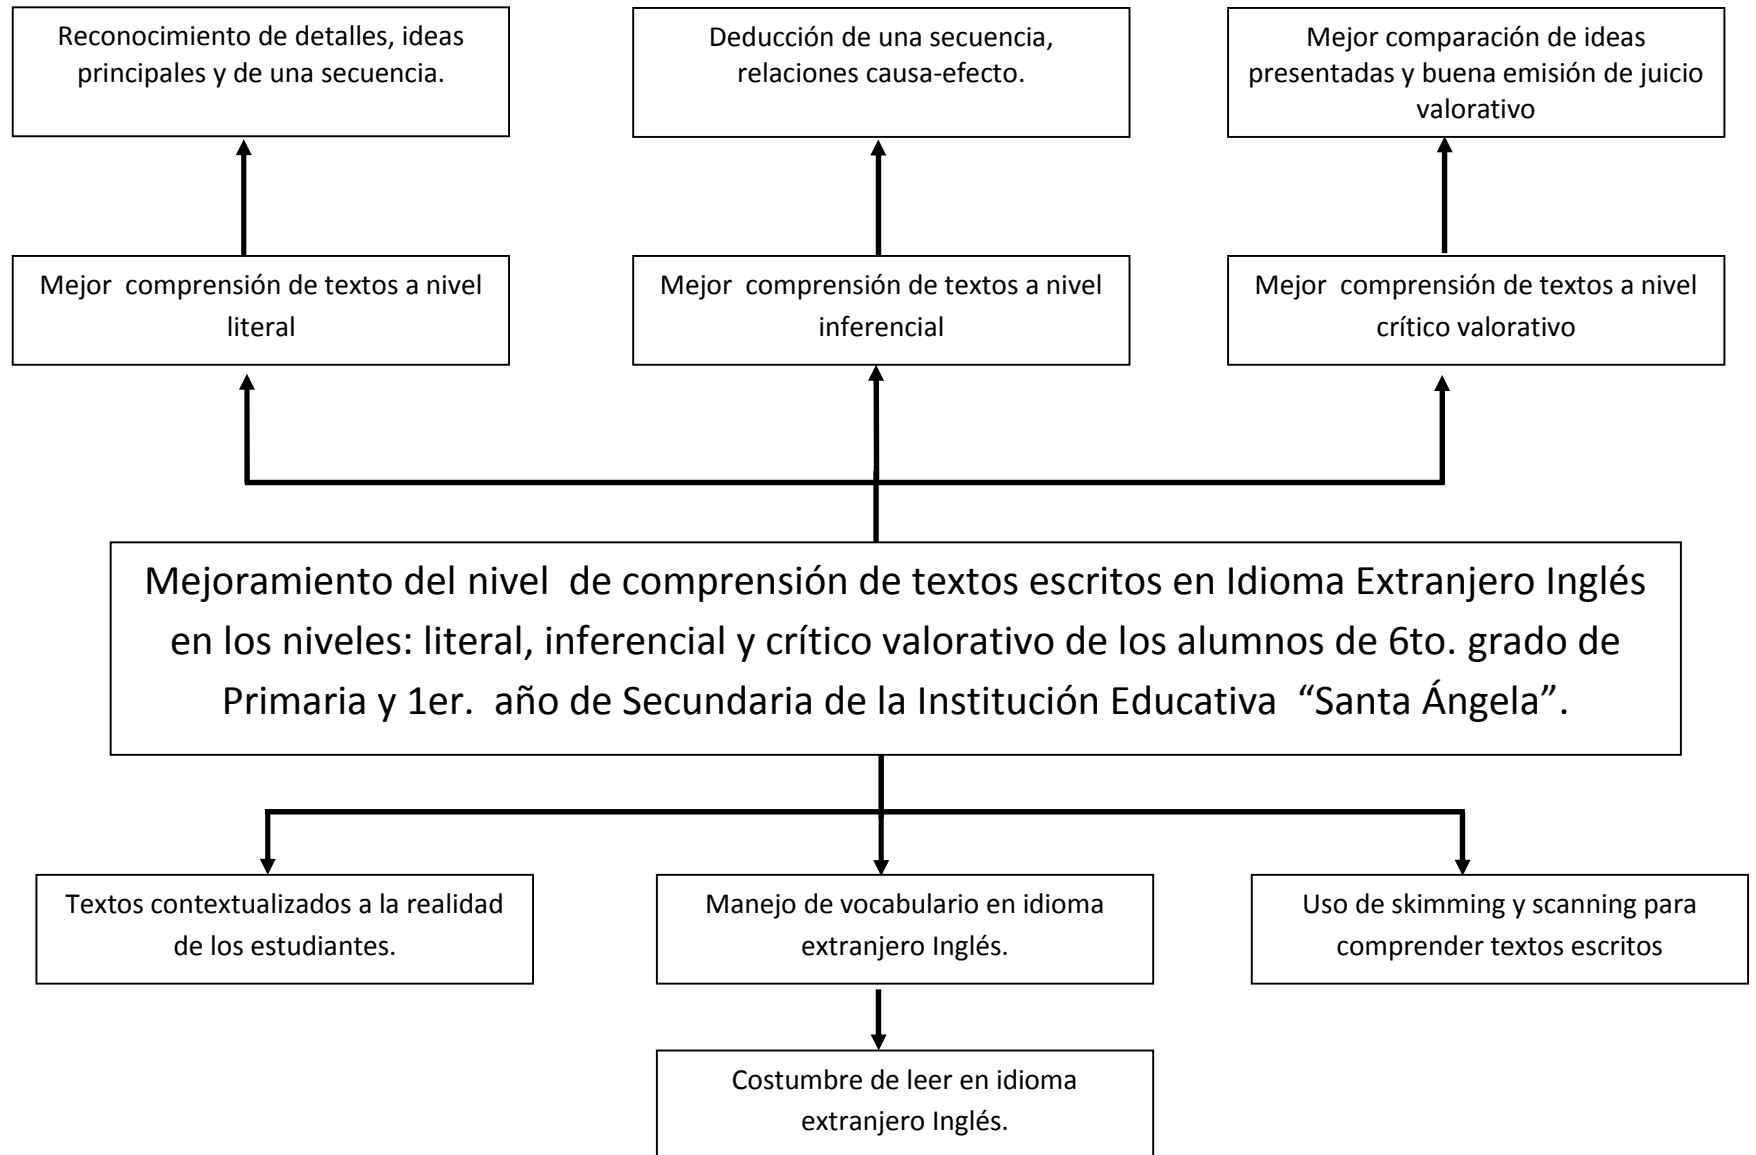 Reconocimiento de detalles, ideas
principales y de una secuencia.
Deducción de una secuencia,
relaciones causa-efecto.
Mejor comparación de ideas
presentadas y buena emisión de juicio
valorativo
Mejor  comprensión de textos a nivel
literal
Mejor  comprensión de textos a nivel
inferencial
Mejor  comprensión de textos a nivel
crítico valorativo
Mejoramiento del nivel  de comprensión de textos escritos en Idioma Extranjero Inglés
en los niveles: literal, inferencial y crítico valorativo de los alumnos de 6to. grado de
Primaria y 1er.  año de Secundaria de la Institución Educativa  “Santa Ángela”.
Textos contextualizados a la realidad
de los estudiantes.
Manejo de vocabulario en idioma
extranjero Inglés.
Uso de skimming y scanning para
comprender textos escritos
Costumbre de leer en idioma
extranjero Inglés.